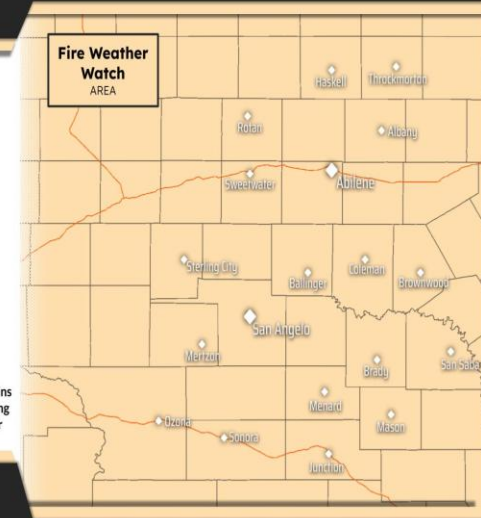 Fire Weather
Watch
AREA
Haskell
Throckmorton
Rotan
Albany
Sweetwater
Abilene
Sterling City
Ballinger
Coleman
Brownwood
San Angelo
Mertzon
Brady
San Saba
Menard
Mason
Ozona
Sonora
Junction